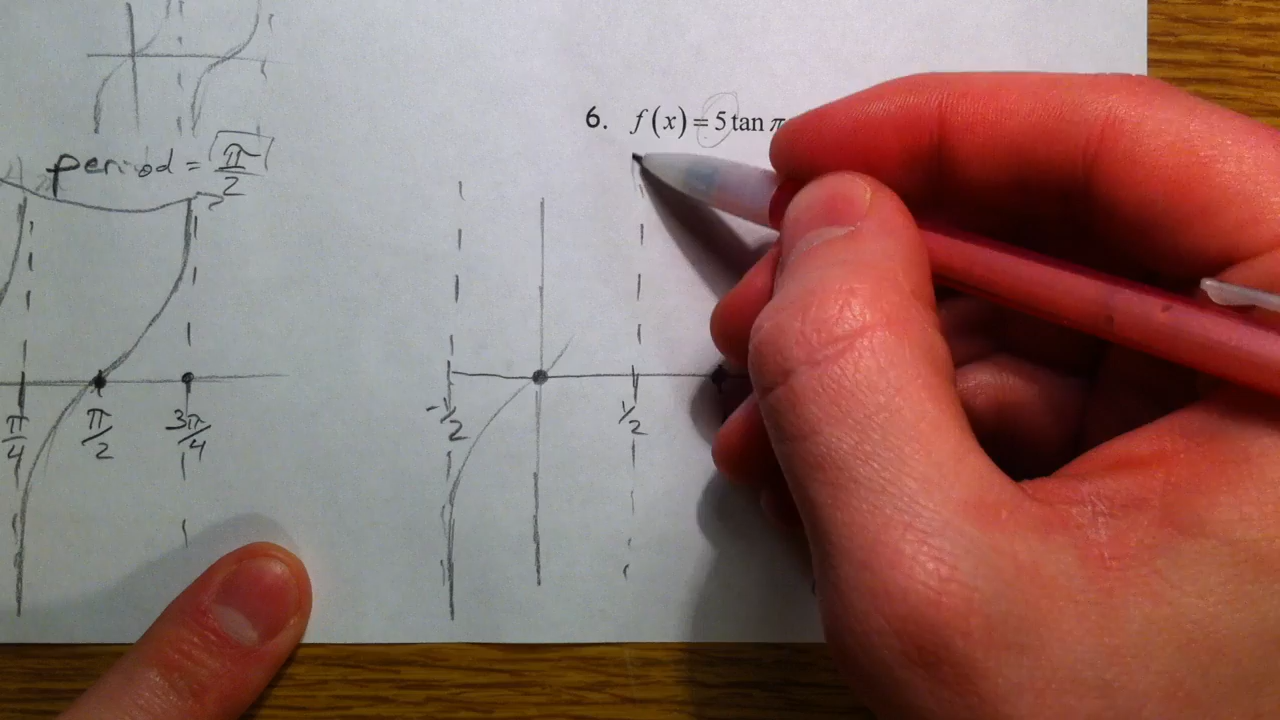 period = π/2
π/4 π/2 3π/4
6. f(x) = 5 tan π
-1/2 1/2